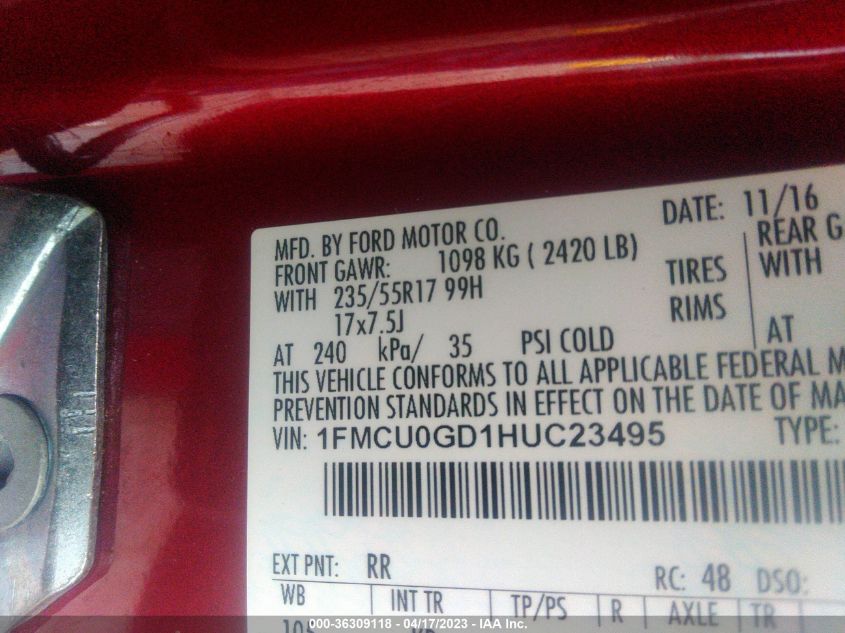 DATE: 11/16
MFD. BY FORD MOTOR CO.
FRONT GAWR: 1098 KG ( 2420 LB) REAR G
WITH 235/55R17 99H TIRES WITH
17x7.5J RIMS
AT 240 kPa/ 35 PSI COLD AT
THIS VEHICLE CONFORMS TO ALL APPLICABLE FEDERAL M
PREVENTION STANDARDS IN EFFECT ON THE DATE OF MA
VIN: 1FMCU0GD1HUC23495 TYPE:
EXT PNT: RR RC: 48 DSO:
WB INT TR TP/PS R AXLE TR
105
000-36309118 - 04/17/2023 - IAA Inc.